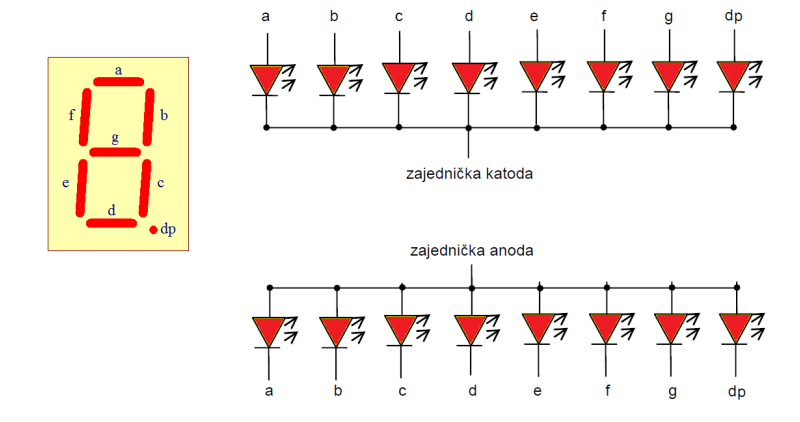 a
f
b
g
e
c
d
dp
a b c d e f g dp
zajednička katoda
zajednička anoda
a b c d e f g dp